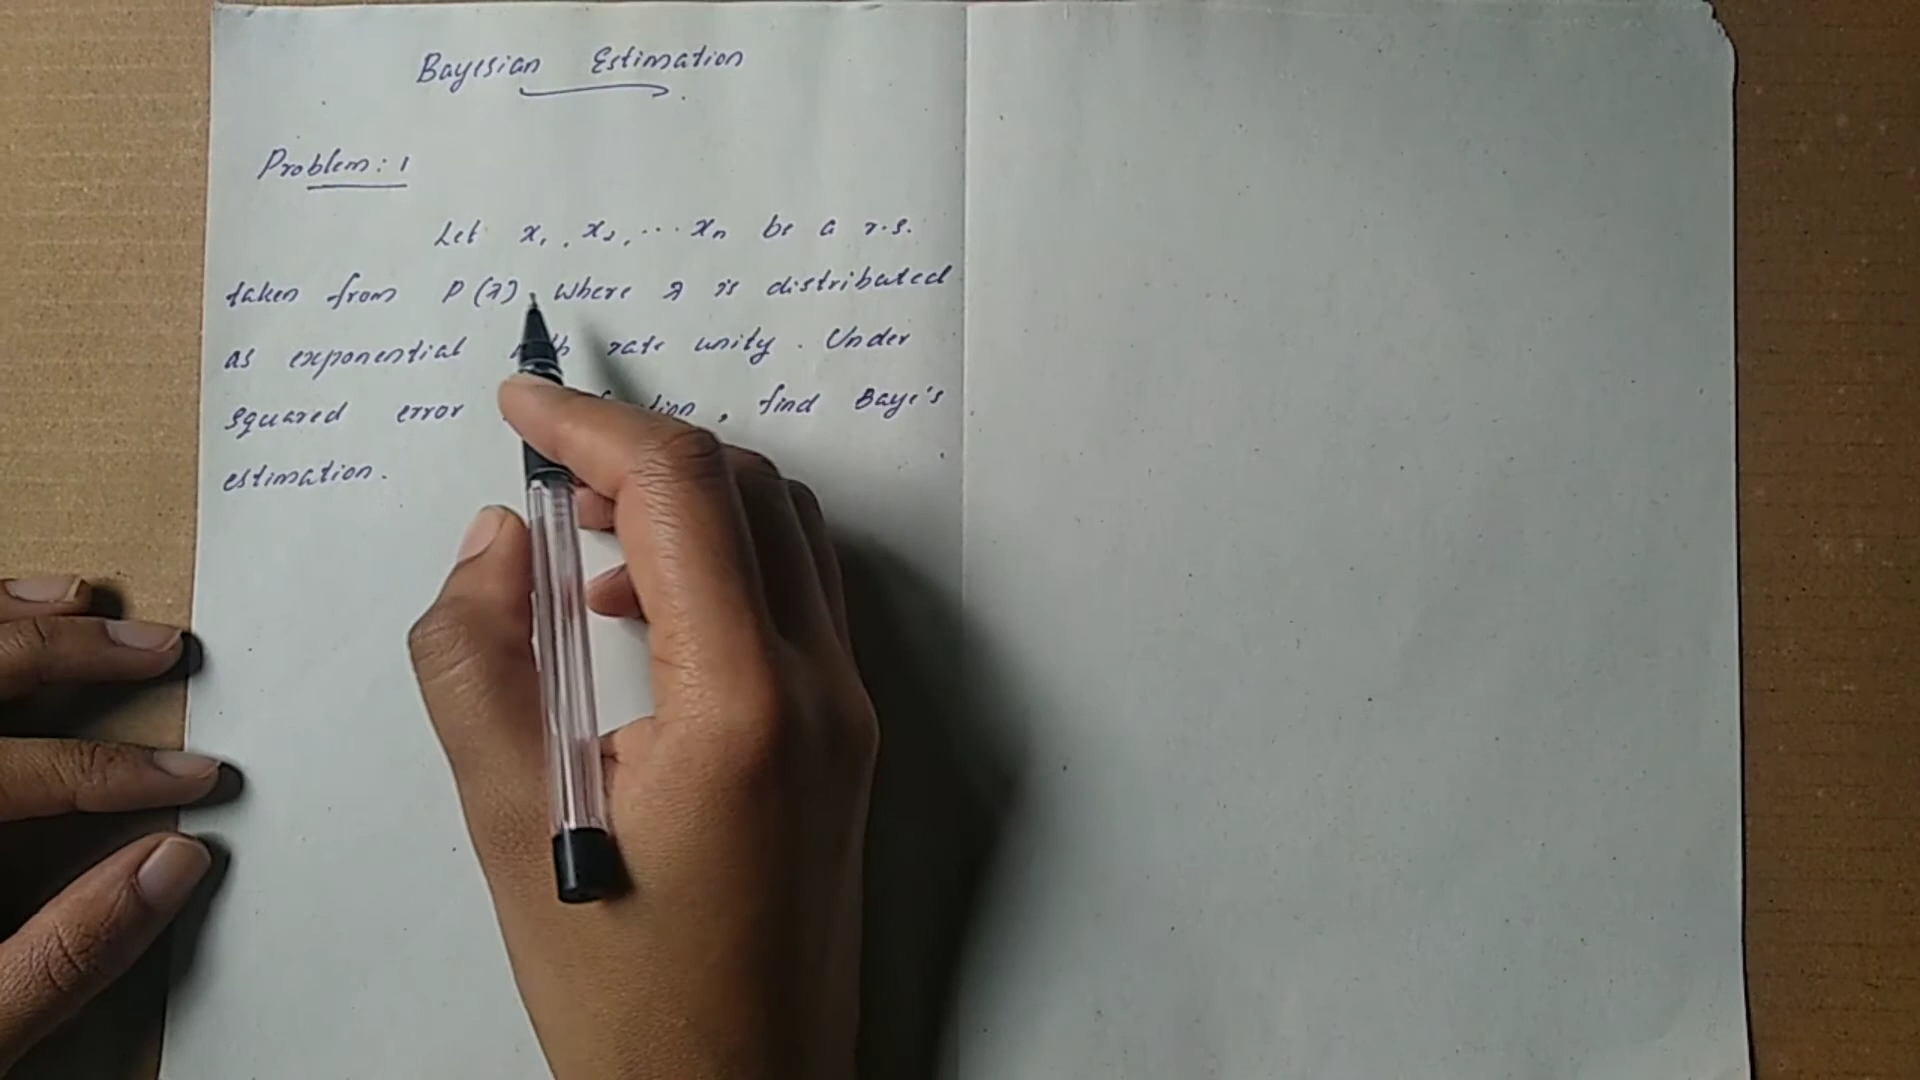 Bayesian Estimation
Problem: 1
Let x₁, x₂, ... xₙ be a r.s.
taken from P(λ), where λ is distributed
as exponential rate unity. Under
squared error , find Baye's
estimation.